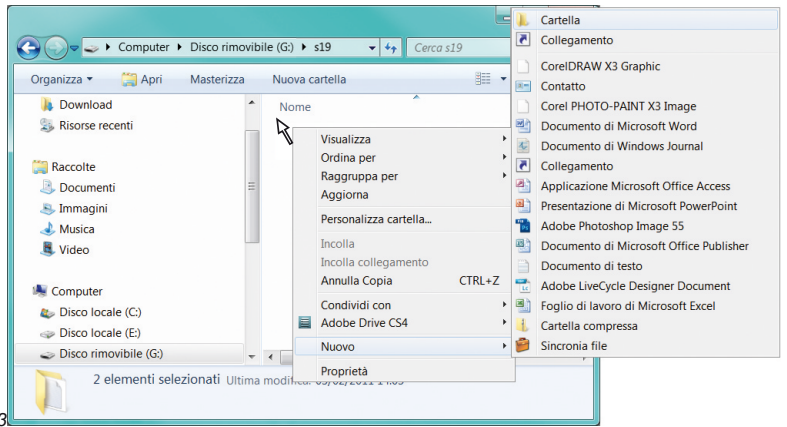 Computer ▸ Disco rimovibile (G:) ▸ s19
Cerca s19
Organizza
Apri
Masterizza
Nuova cartella
Download
Risorse recenti
Raccolte
Documenti
Immagini
Musica
Video
Computer
Disco locale (C:)
Disco locale (E:)
Disco rimovibile (G:)
Nome
Visualizza
Ordina per
Raggruppa per
Aggiorna
Personalizza cartella...
Incolla
Incolla collegamento
Annulla Copia CTRL+Z
Condividi con
Adobe Drive CS4
Nuovo
Proprietà
Cartella
Collegamento
CorelDRAW X3 Graphic
Contatto
Corel PHOTO-PAINT X3 Image
Documento di Microsoft Word
Documento di Windows Journal
Collegamento
Applicazione Microsoft Office Access
Presentazione di Microsoft PowerPoint
Adobe Photoshop Image 55
Documento di Microsoft Office Publisher
Documento di testo
Adobe LiveCycle Designer Document
Foglio di lavoro di Microsoft Excel
Cartella compressa
Sincronia file
2 elementi selezionati Ultima
3